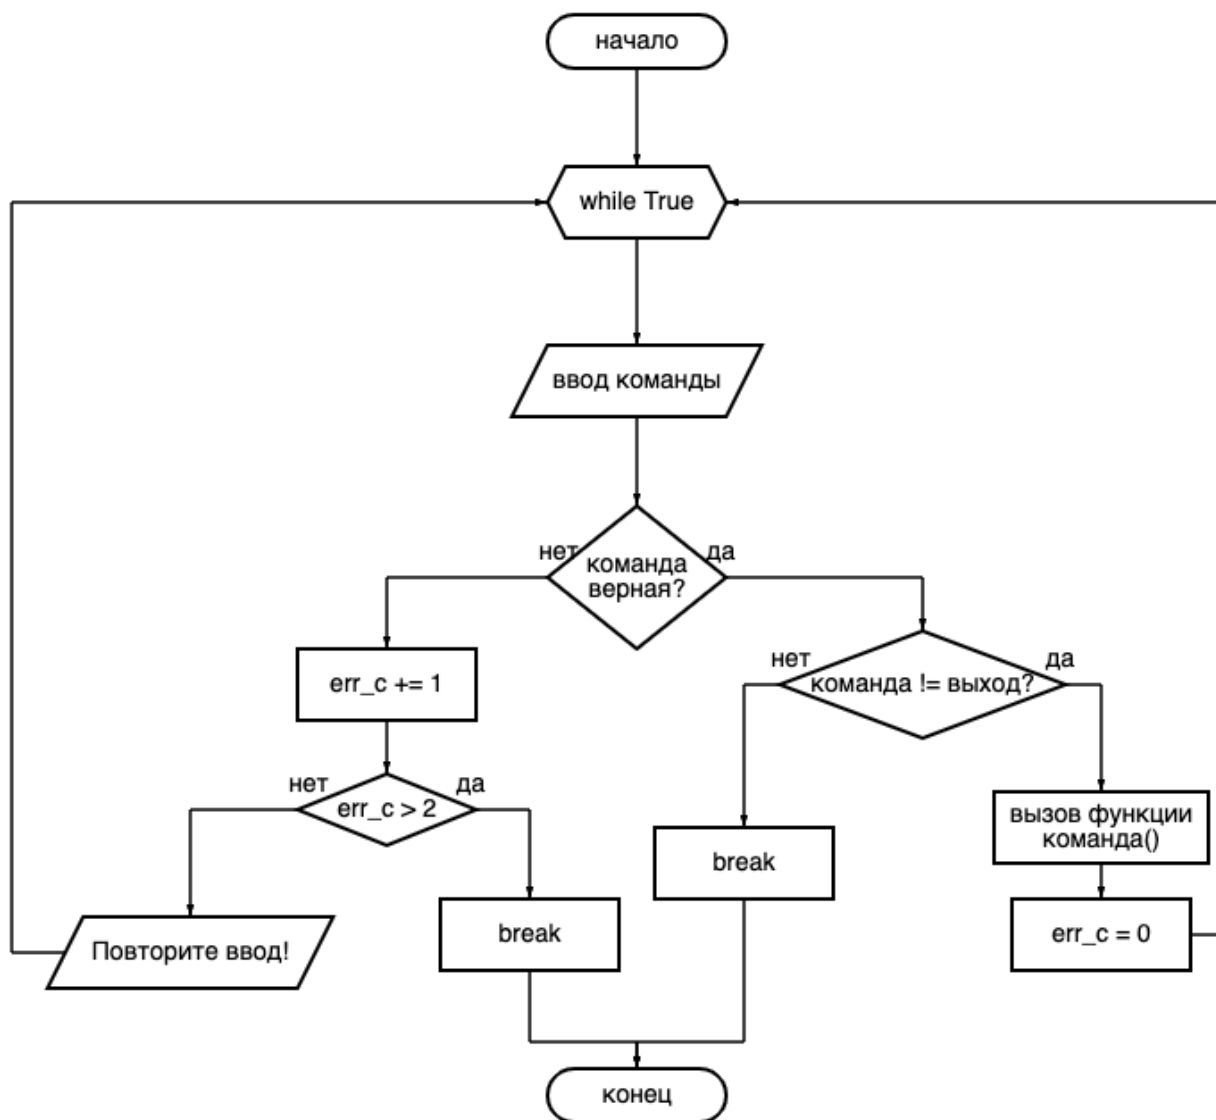 начало
while True
ввод команды
нет
да
команда
верная?
err_c += 1
нет
да
команда != выход?
нет
да
err_c > 2
вызов функции
команда()
break
break
err_c = 0
Повторите ввод!
конец